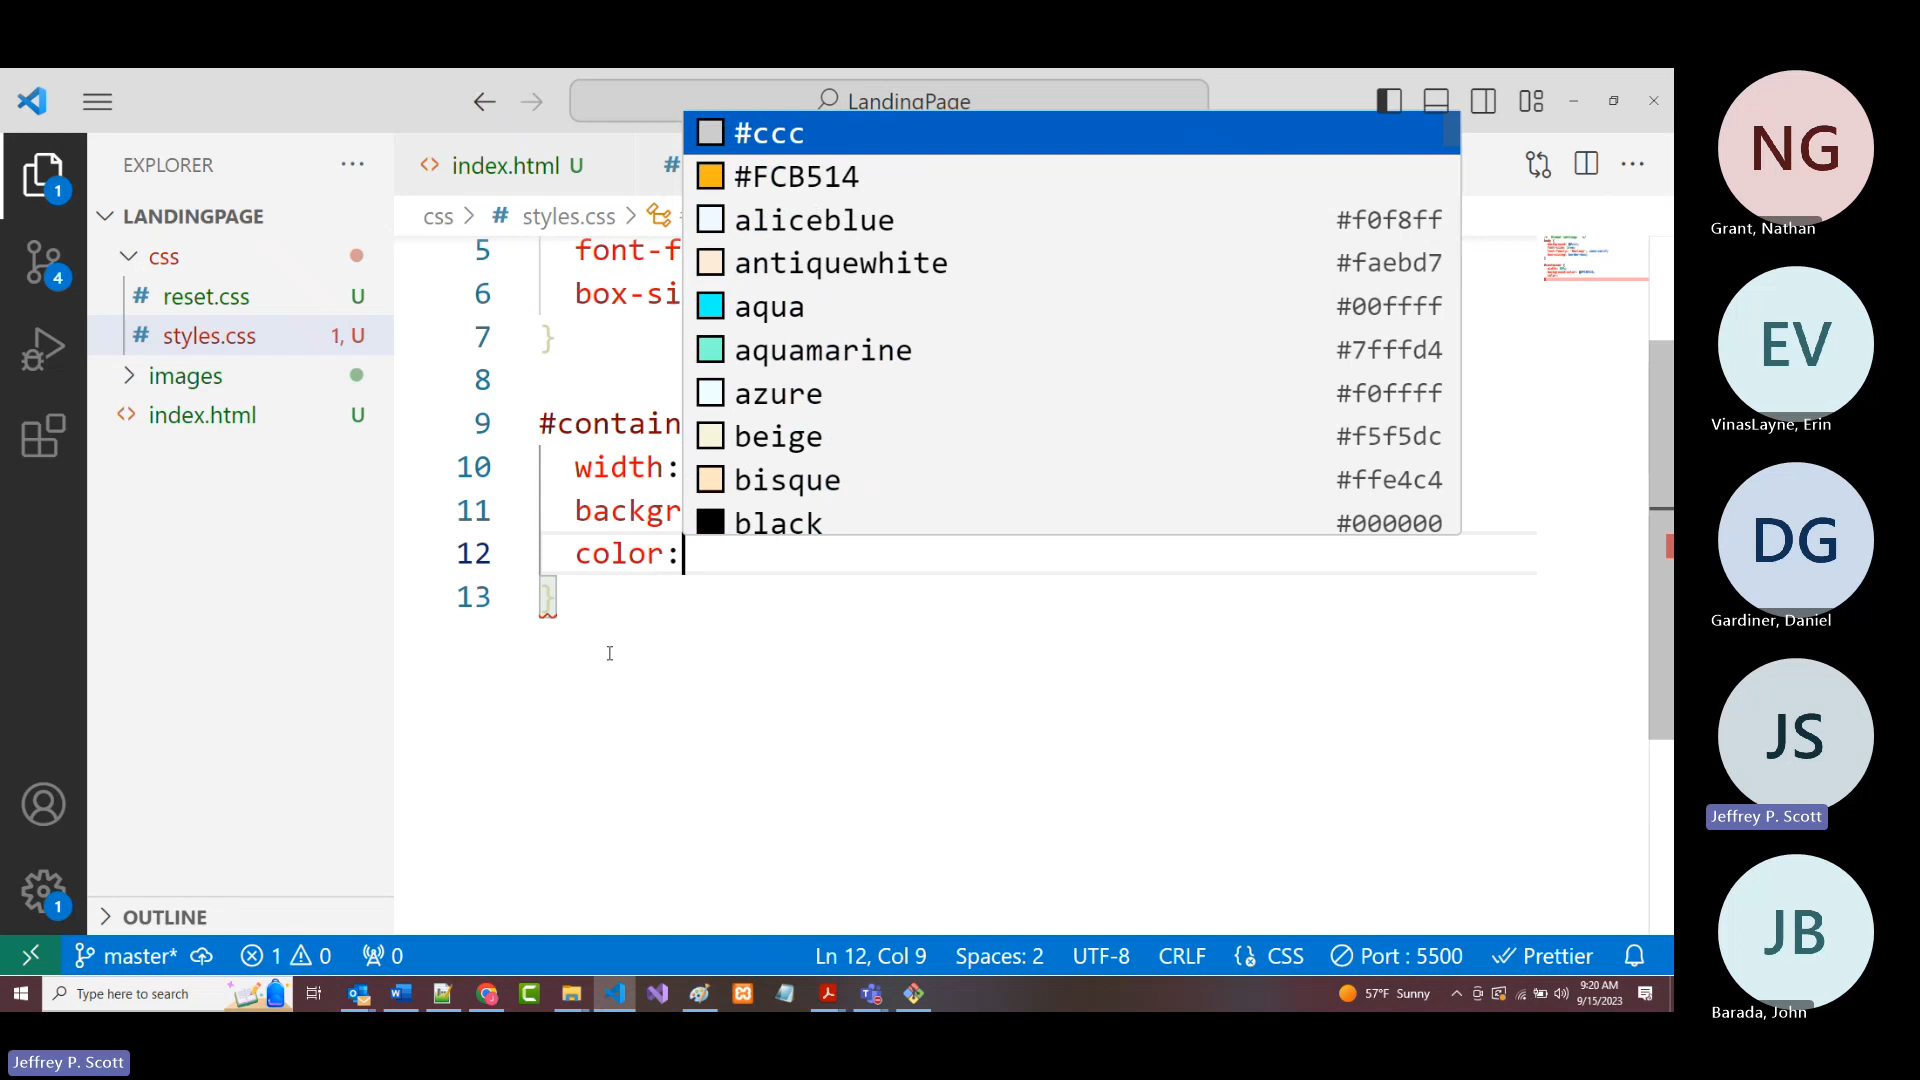 LandingPage
EXPLORER
LANDINGPAGE
css
reset.css U
styles.css 1, U
images
index.html U
OUTLINE
index.html U
#
css > # styles.css >
5 font-f
6 box-si
7 }
8
9 #contain
10 width:
11 backgr
12 color:
13 }
#ccc
#FCB514
aliceblue #f0f8ff
antiquewhite #faebd7
aqua #00ffff
aquamarine #7fffd4
azure #f0ffff
beige #f5f5dc
bisque #ffe4c4
black #000000
1
4
1
master* 1 0 0
Ln 12, Col 9 Spaces: 2 UTF-8 CRLF CSS Port : 5500 Prettier
Type here to search
57°F Sunny
9:20 AM
9/15/2023
Jeffrey P. Scott
NG
Grant, Nathan
EV
VinasLayne, Erin
DG
Gardiner, Daniel
JS
Jeffrey P. Scott
JB
Barada, John